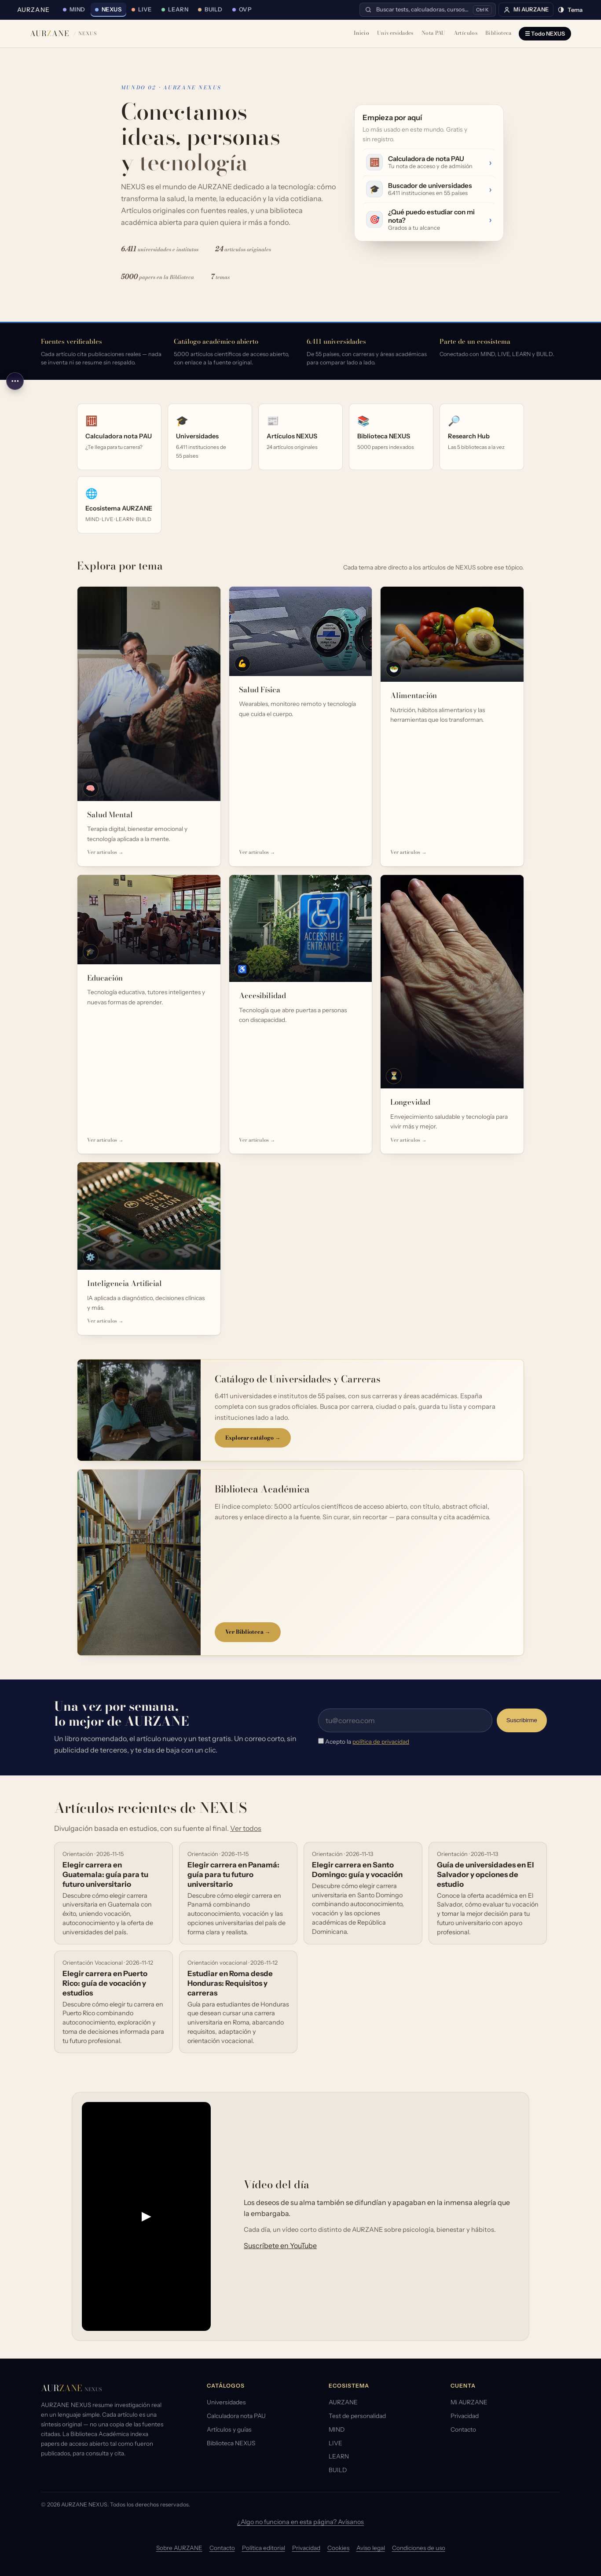 AURZANE MIND NEXUS LIVE LEARN BUILD OVP Buscar tests, calculadoras, cursos... Ctrl K Mi AURZANE Tema
AURZANE NEXUS Inicio Universidades Nota PAU Artículos Biblioteca ☰ Todo NEXUS
MUNDO 02 · AURZANE NEXUS
Conectamos
ideas, personas
y tecnología
NEXUS es el mundo de AURZANE dedicado a la tecnología: cómo
transforma la salud, la mente, la educación y la vida cotidiana.
Artículos originales con fuentes reales, y una biblioteca
académica abierta para quien quiera ir más a fondo.
6.411 universidades e institutos 24 artículos originales
5000 papers en la Biblioteca 7 temas
Empieza por aquí
Lo más usado en este mundo. Gratis y
sin registro.
Calculadora de nota PAU
Tu nota de acceso y de admisión
Buscador de universidades
6.411 instituciones en 55 países
¿Qué puedo estudiar con mi
nota?
Grados a tu alcance
Fuentes verificables
Cada artículo cita publicaciones reales — nada
se inventa ni se resume sin respaldo.
Catálogo académico abierto
5.000 artículos científicos de acceso abierto,
con enlace a la fuente original.
6.411 universidades
De 55 países, con carreras y áreas académicas
para comparar lado a lado.
Parte de un ecosistema
Conectado con MIND, LIVE, LEARN y BUILD.
Calculadora nota PAU
¿Te llega para tu carrera?
Universidades
6.411 instituciones de
55 países
Artículos NEXUS
24 artículos originales
Biblioteca NEXUS
5000 papers indexados
Research Hub
Las 5 bibliotecas a la vez
Ecosistema AURZANE
MIND · LIVE · LEARN · BUILD
Explora por tema
Cada tema abre directo a los artículos de NEXUS sobre ese tópico.
Salud Mental
Terapia digital, bienestar emocional y
tecnología aplicada a la mente.
Ver artículos →
Salud Física
Wearables, monitoreo remoto y tecnología
que cuida el cuerpo.
Ver artículos →
Alimentación
Nutrición, hábitos alimentarios y las
herramientas que los transforman.
Ver artículos →
Educación
Tecnología educativa, tutores inteligentes y
nuevas formas de aprender.
Ver artículos →
ACCESSIBLE
ENTRANCE
Accesibilidad
Tecnología que abre puertas a personas
con discapacidad.
Ver artículos →
Longevidad
Envejecimiento saludable y tecnología para
vivir más y mejor.
Ver artículos →
Inteligencia Artificial
IA aplicada a diagnóstico, decisiones clínicas
y más.
Ver artículos →
Catálogo de Universidades y Carreras
6.411 universidades e institutos de 55 países, con sus carreras y áreas académicas. España
completa con sus grados oficiales. Busca por carrera, ciudad o país, guarda tu lista y compara
instituciones lado a lado.
Explorar catálogo →
Biblioteca Académica
El índice completo: 5.000 artículos científicos de acceso abierto, con título, abstract oficial,
autores y enlace directo a la fuente. Sin curar, sin recortar — para consulta y cita académica.
Ver Biblioteca →
Una vez por semana,
lo mejor de AURZANE
Un libro recomendado, el artículo nuevo y un test gratis. Un correo corto, sin
publicidad de terceros, y te das de baja con un clic.
tu@correo.com
Suscribirme
Acepto la política de privacidad
Artículos recientes de NEXUS
Divulgación basada en estudios, con su fuente al final. Ver todos
Orientación · 2026-11-15
Elegir carrera en
Guatemala: guía para tu
futuro universitario
Descubre cómo elegir carrera
universitaria en Guatemala con
éxito, uniendo vocación,
autoconocimiento y la oferta de
universidades del país.
Orientación · 2026-11-15
Elegir carrera en Panamá:
guía para tu futuro
universitario
Descubre cómo elegir carrera en
Panamá combinando
autoconocimiento, vocación y las
opciones universitarias del país de
forma clara y realista.
Orientación · 2026-11-13
Elegir carrera en Santo
Domingo: guía y vocación
Descubre cómo elegir carrera
universitaria en Santo Domingo
combinando autoconocimiento,
vocación y las opciones
académicas de República
Dominicana.
Orientación · 2026-11-13
Guía de universidades en El
Salvador y opciones de
estudio
Conoce la oferta académica en El
Salvador, cómo evaluar tu vocación
y tomar la mejor decisión para tu
futuro universitario con apoyo
profesional.
Orientación Vocacional · 2026-11-12
Elegir carrera en Puerto
Rico: guía de vocación y
estudios
Descubre cómo elegir tu carrera en
Puerto Rico combinando
autoconocimiento, exploración y
toma de decisiones informada para
tu futuro profesional.
Orientación vocacional · 2026-11-12
Estudiar en Roma desde
Honduras: Requisitos y
carreras
Guía para estudiantes de Honduras
que desean cursar una carrera
universitaria en Roma, abarcando
requisitos, adaptación y
orientación vocacional.
Vídeo del día
Los deseos de su alma también se difundían y apagaban en la inmensa alegría que
la embargaba.
Cada día, un vídeo corto distinto de AURZANE sobre psicología, bienestar y hábitos.
Suscríbete en YouTube
AURZANE NEXUS
AURZANE NEXUS resume investigación real
en un lenguaje simple. Cada artículo es una
síntesis original — no una copia de las fuentes
citadas. La Biblioteca Académica indexa
papers de acceso abierto tal como fueron
publicados, para consulta y cita.
CATÁLOGOS
Universidades
Calculadora nota PAU
Artículos y guías
Biblioteca NEXUS
ECOSISTEMA
AURZANE
Test de personalidad
MIND
LIVE
LEARN
BUILD
CUENTA
Mi AURZANE
Privacidad
Contacto
© 2026 AURZANE NEXUS. Todos los derechos reservados.
¿Algo no funciona en esta página? Avísanos
Sobre AURZANE Contacto Política editorial Privacidad Cookies Aviso legal Condiciones de uso